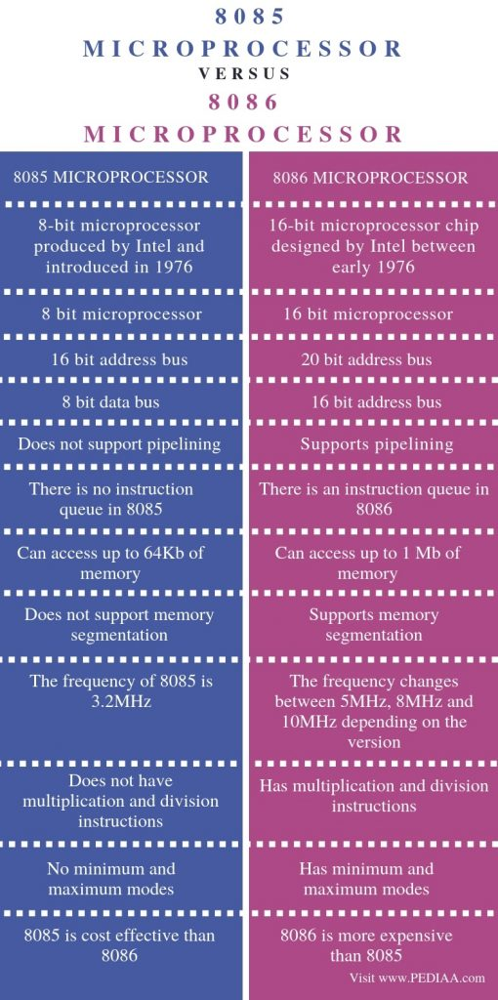 8085
MICROPROCESSOR
VERSUS
8086
MICROPROCESSOR
8085 MICROPROCESSOR
8086 MICROPROCESSOR
8-bit microprocessor
produced by Intel and
introduced in 1976
16-bit microprocessor chip
designed by Intel between
early 1976
8 bit microprocessor
16 bit microprocessor
16 bit address bus
20 bit address bus
8 bit data bus
16 bit address bus
Does not support pipelining
Supports pipelining
There is no instruction
queue in 8085
There is an instruction queue in
8086
Can access up to 64Kb of
memory
Can access up to 1 Mb of
memory
Does not support memory
segmentation
Supports memory
segmentation
The frequency of 8085 is
3.2MHz
The frequency changes
between 5MHz, 8MHz and
10MHz depending on the
version
Does not have
multiplication and division
instructions
Has multiplication and division
instructions
No minimum and
maximum modes
Has minimum and
maximum modes
8085 is cost effective than
8086
8086 is more expensive
than 8085
Visit www.PEDIAA.com